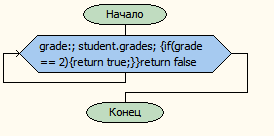 Начало
grade:; student.grades; {if(grade
== 2){return true;}}return false
Конец